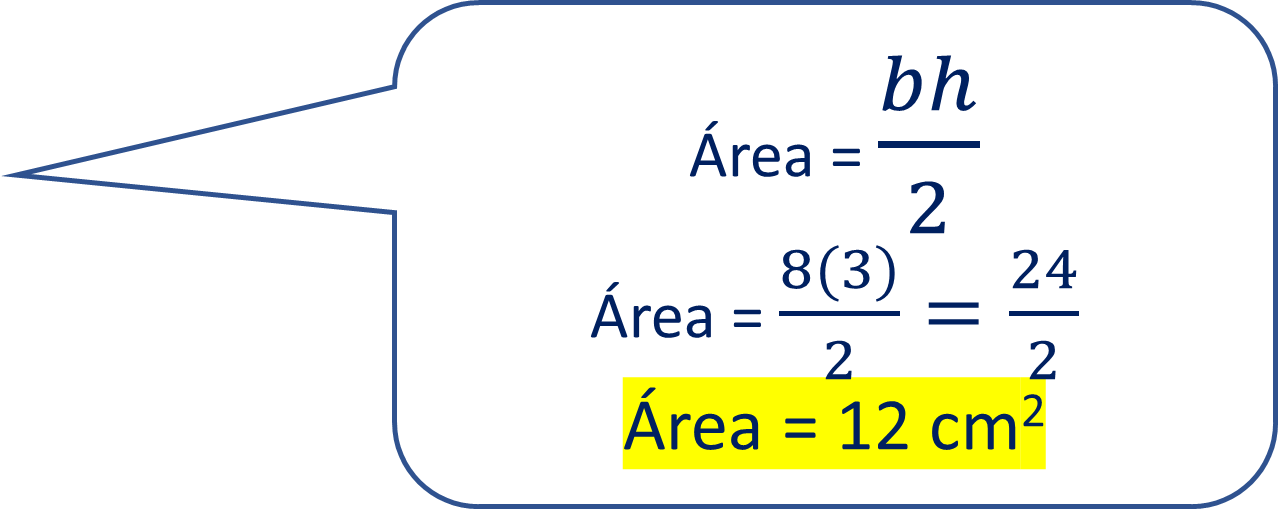 Área = bh/2
Área = 8(3)/2 = 24/2
Área = 12 cm²